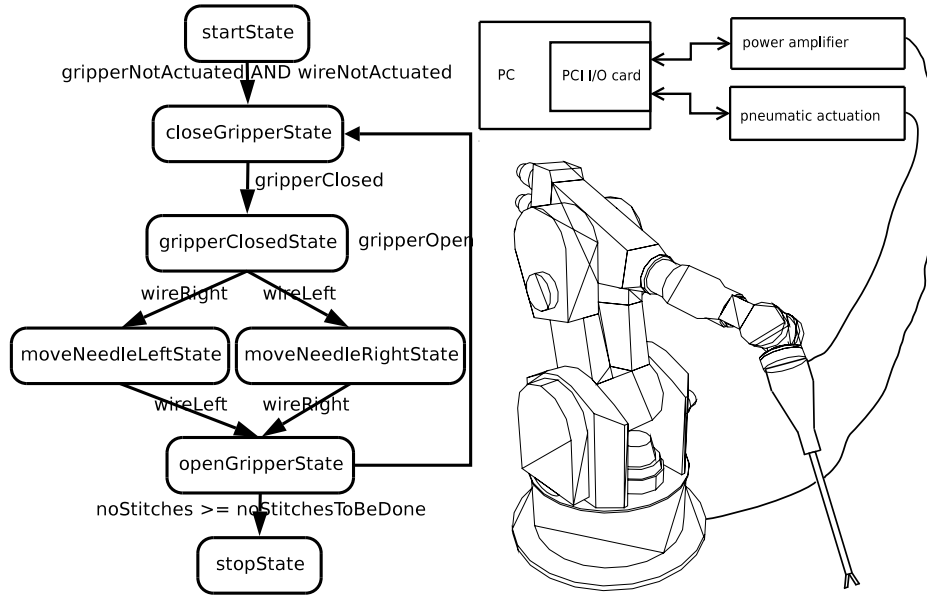 startState
gripperNotActuated AND wireNotActuated
closeGripperState
gripperClosed
gripperClosedState
gripperOpen
wireRight
wireLeft
moveNeedleLeftState
moveNeedleRightState
wireLeft
wireRight
openGripperState
noStitches >= noStitchesToBeDone
stopState
PC
PCI I/O card
power amplifier
pneumatic actuation